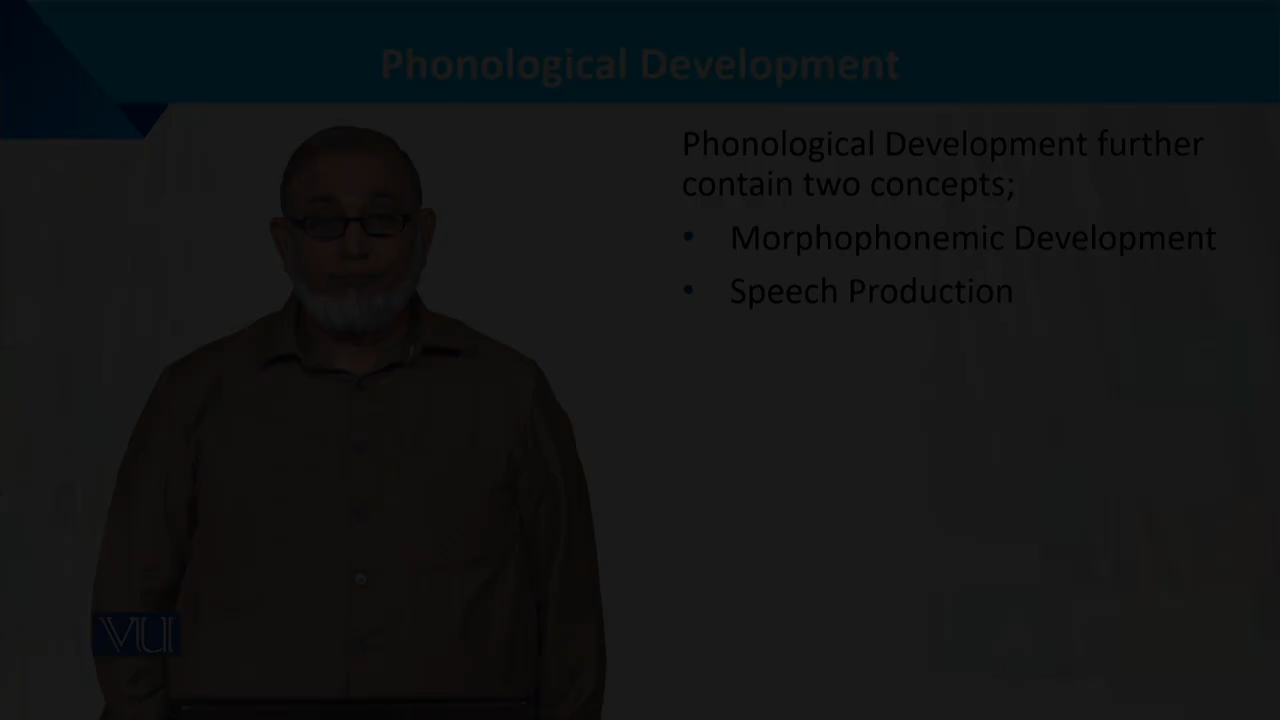 Phonological Development
Phonological Development further
contain two concepts;
• Morphophonemic Development
• Speech Production
VU